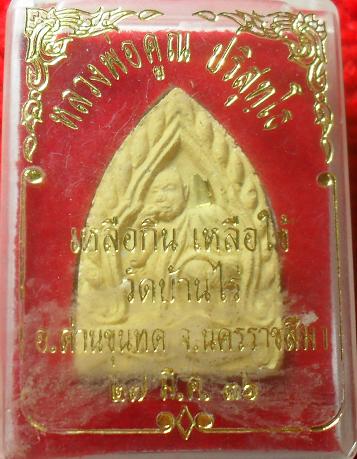 หลวงพ่อคูณ ปริสุทโธ
เหลือกิน เหลือใช้
วัดบ้านไร่
อ.ด่านขุนทด จ.นครราชสีมา
๒๗ มี.ค. ๓๖